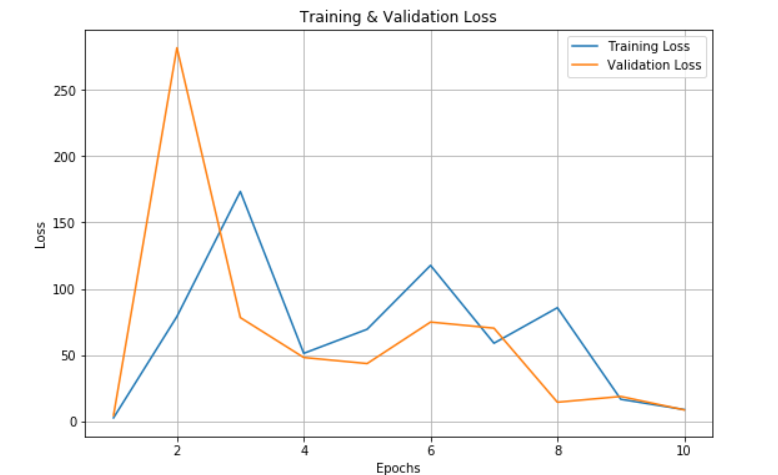 Training & Validation Loss
Training Loss
Validation Loss
250
200
150
100
50
0
Loss
2 4 6 8 10
Epochs